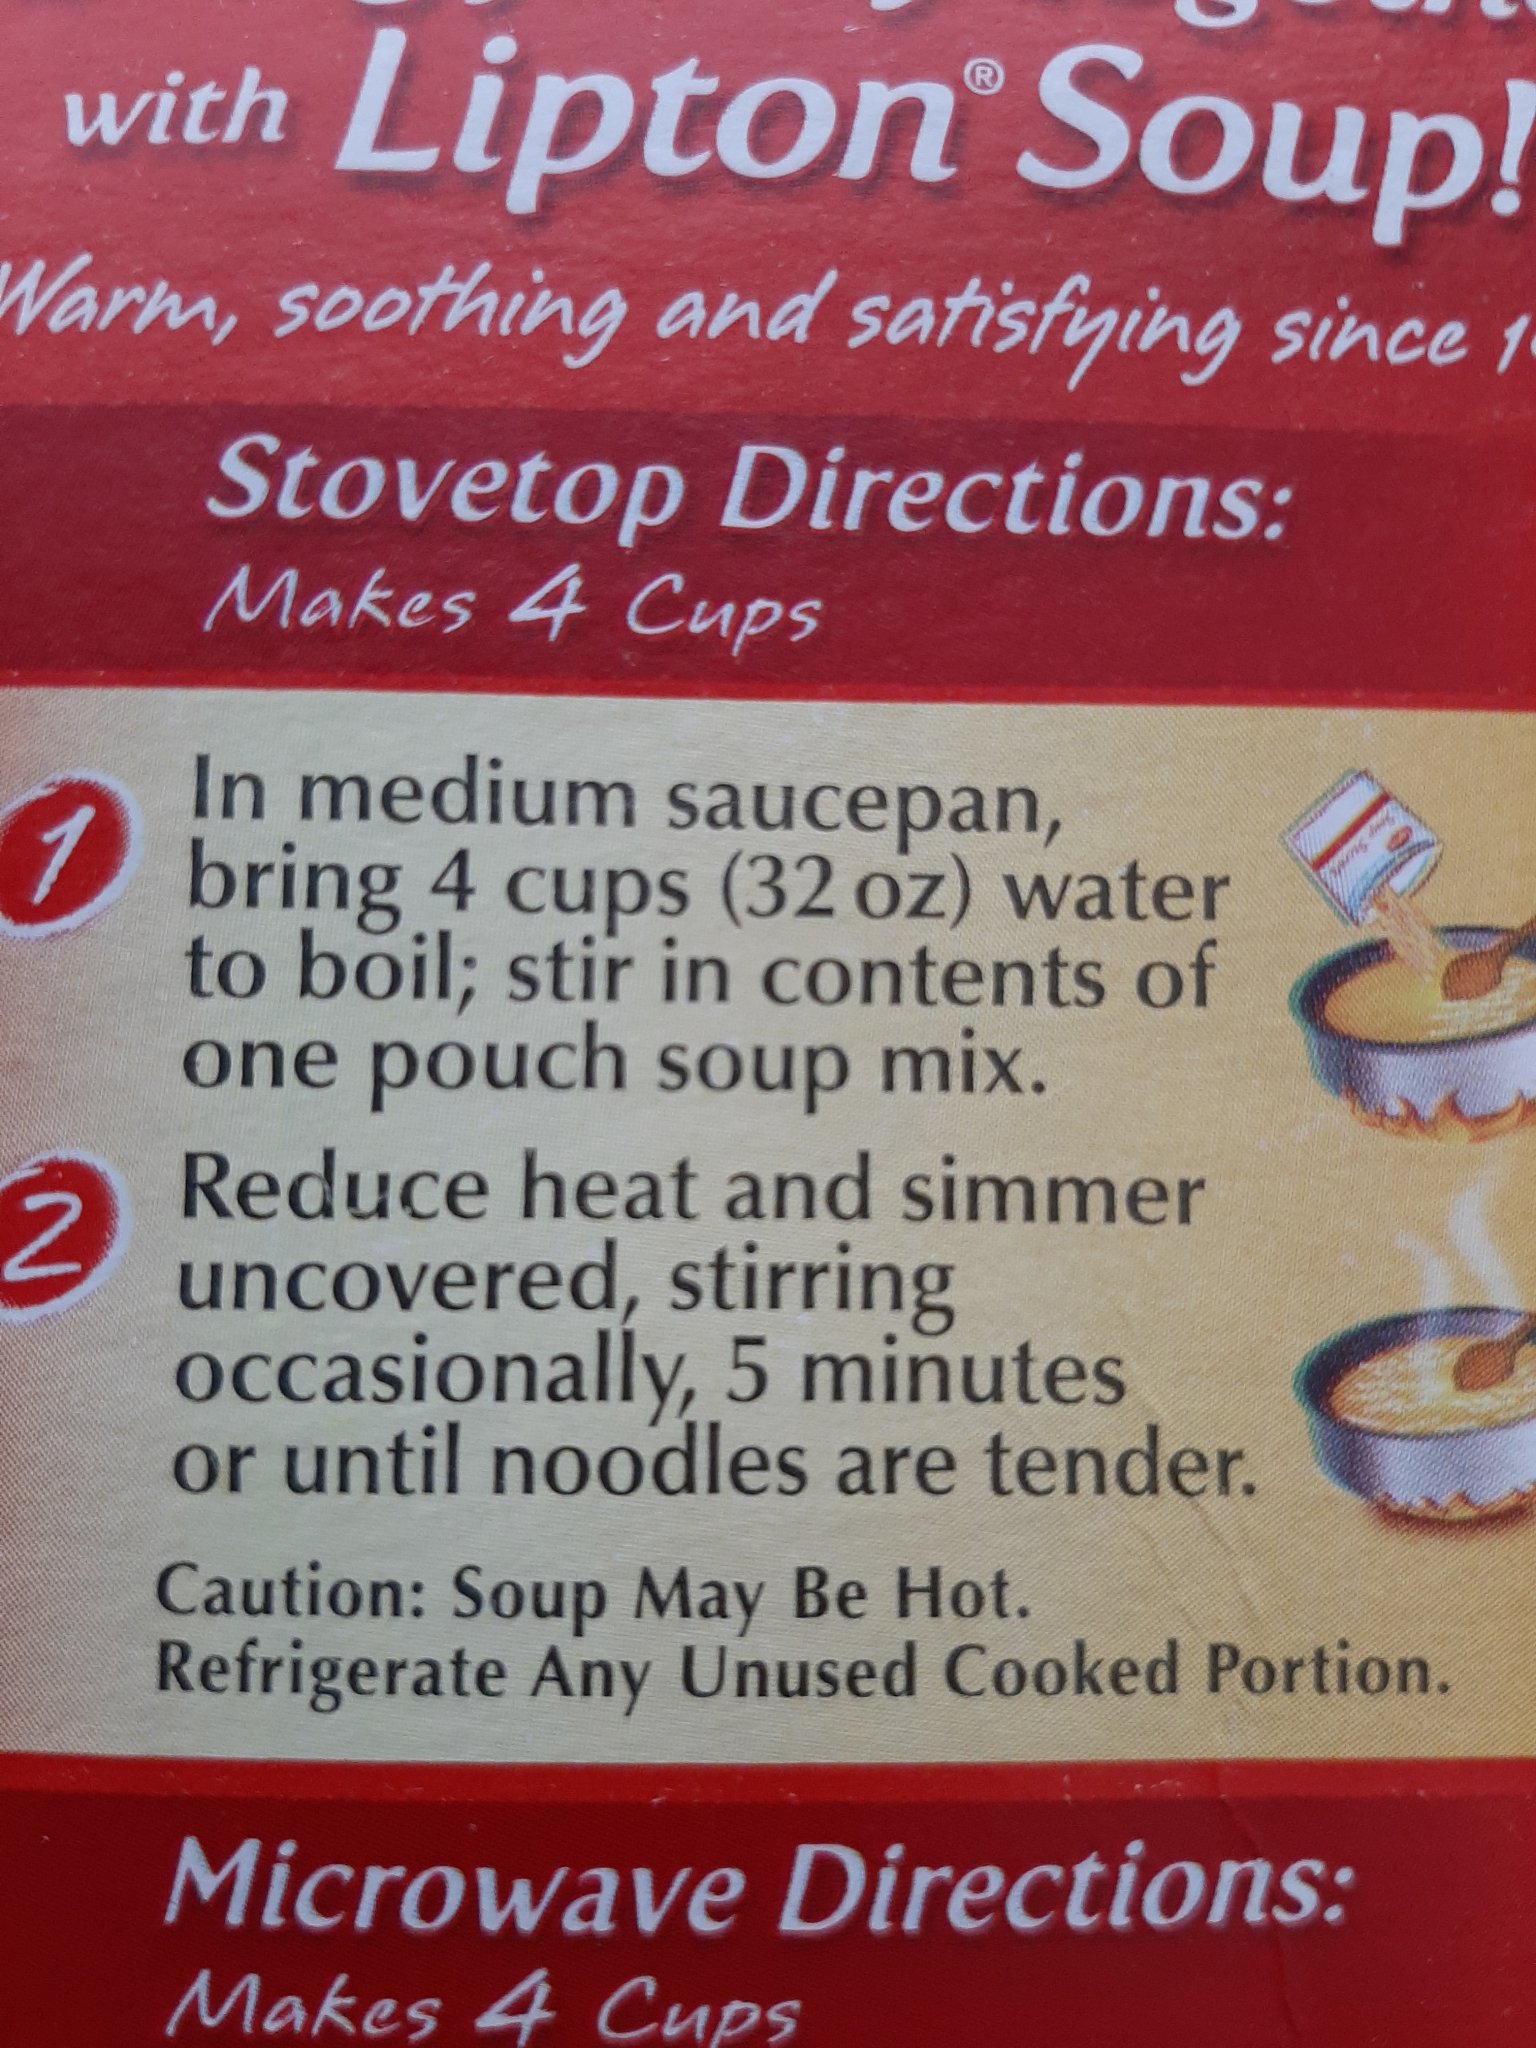 with Lipton® Soup!
Warm, soothing and satisfying since
Stovetop Directions:
Makes 4 Cups
1
In medium saucepan,
bring 4 cups (32 oz) water
to boil; stir in contents of
one pouch soup mix.
2
Reduce heat and simmer
uncovered, stirring
occasionally, 5 minutes
or until noodles are tender.
Caution: Soup May Be Hot.
Refrigerate Any Unused Cooked Portion.
Microwave Directions:
Makes 4 Cups